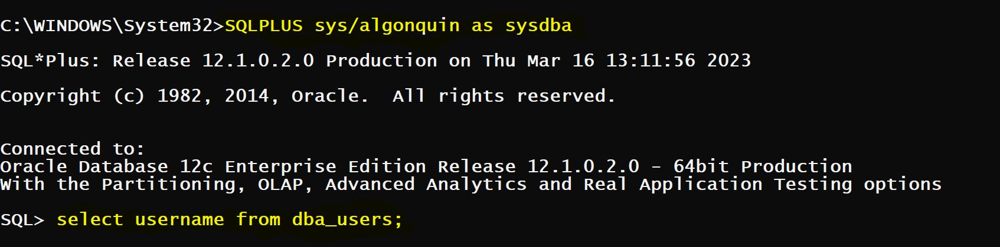 C:\WINDOWS\System32>SQLPLUS sys/algonquin as sysdba
SQL*Plus: Release 12.1.0.2.0 Production on Thu Mar 16 13:11:56 2023
Copyright (c) 1982, 2014, Oracle.  All rights reserved.
Connected to:
Oracle Database 12c Enterprise Edition Release 12.1.0.2.0 - 64bit Production
With the Partitioning, OLAP, Advanced Analytics and Real Application Testing options
SQL> select username from dba_users;